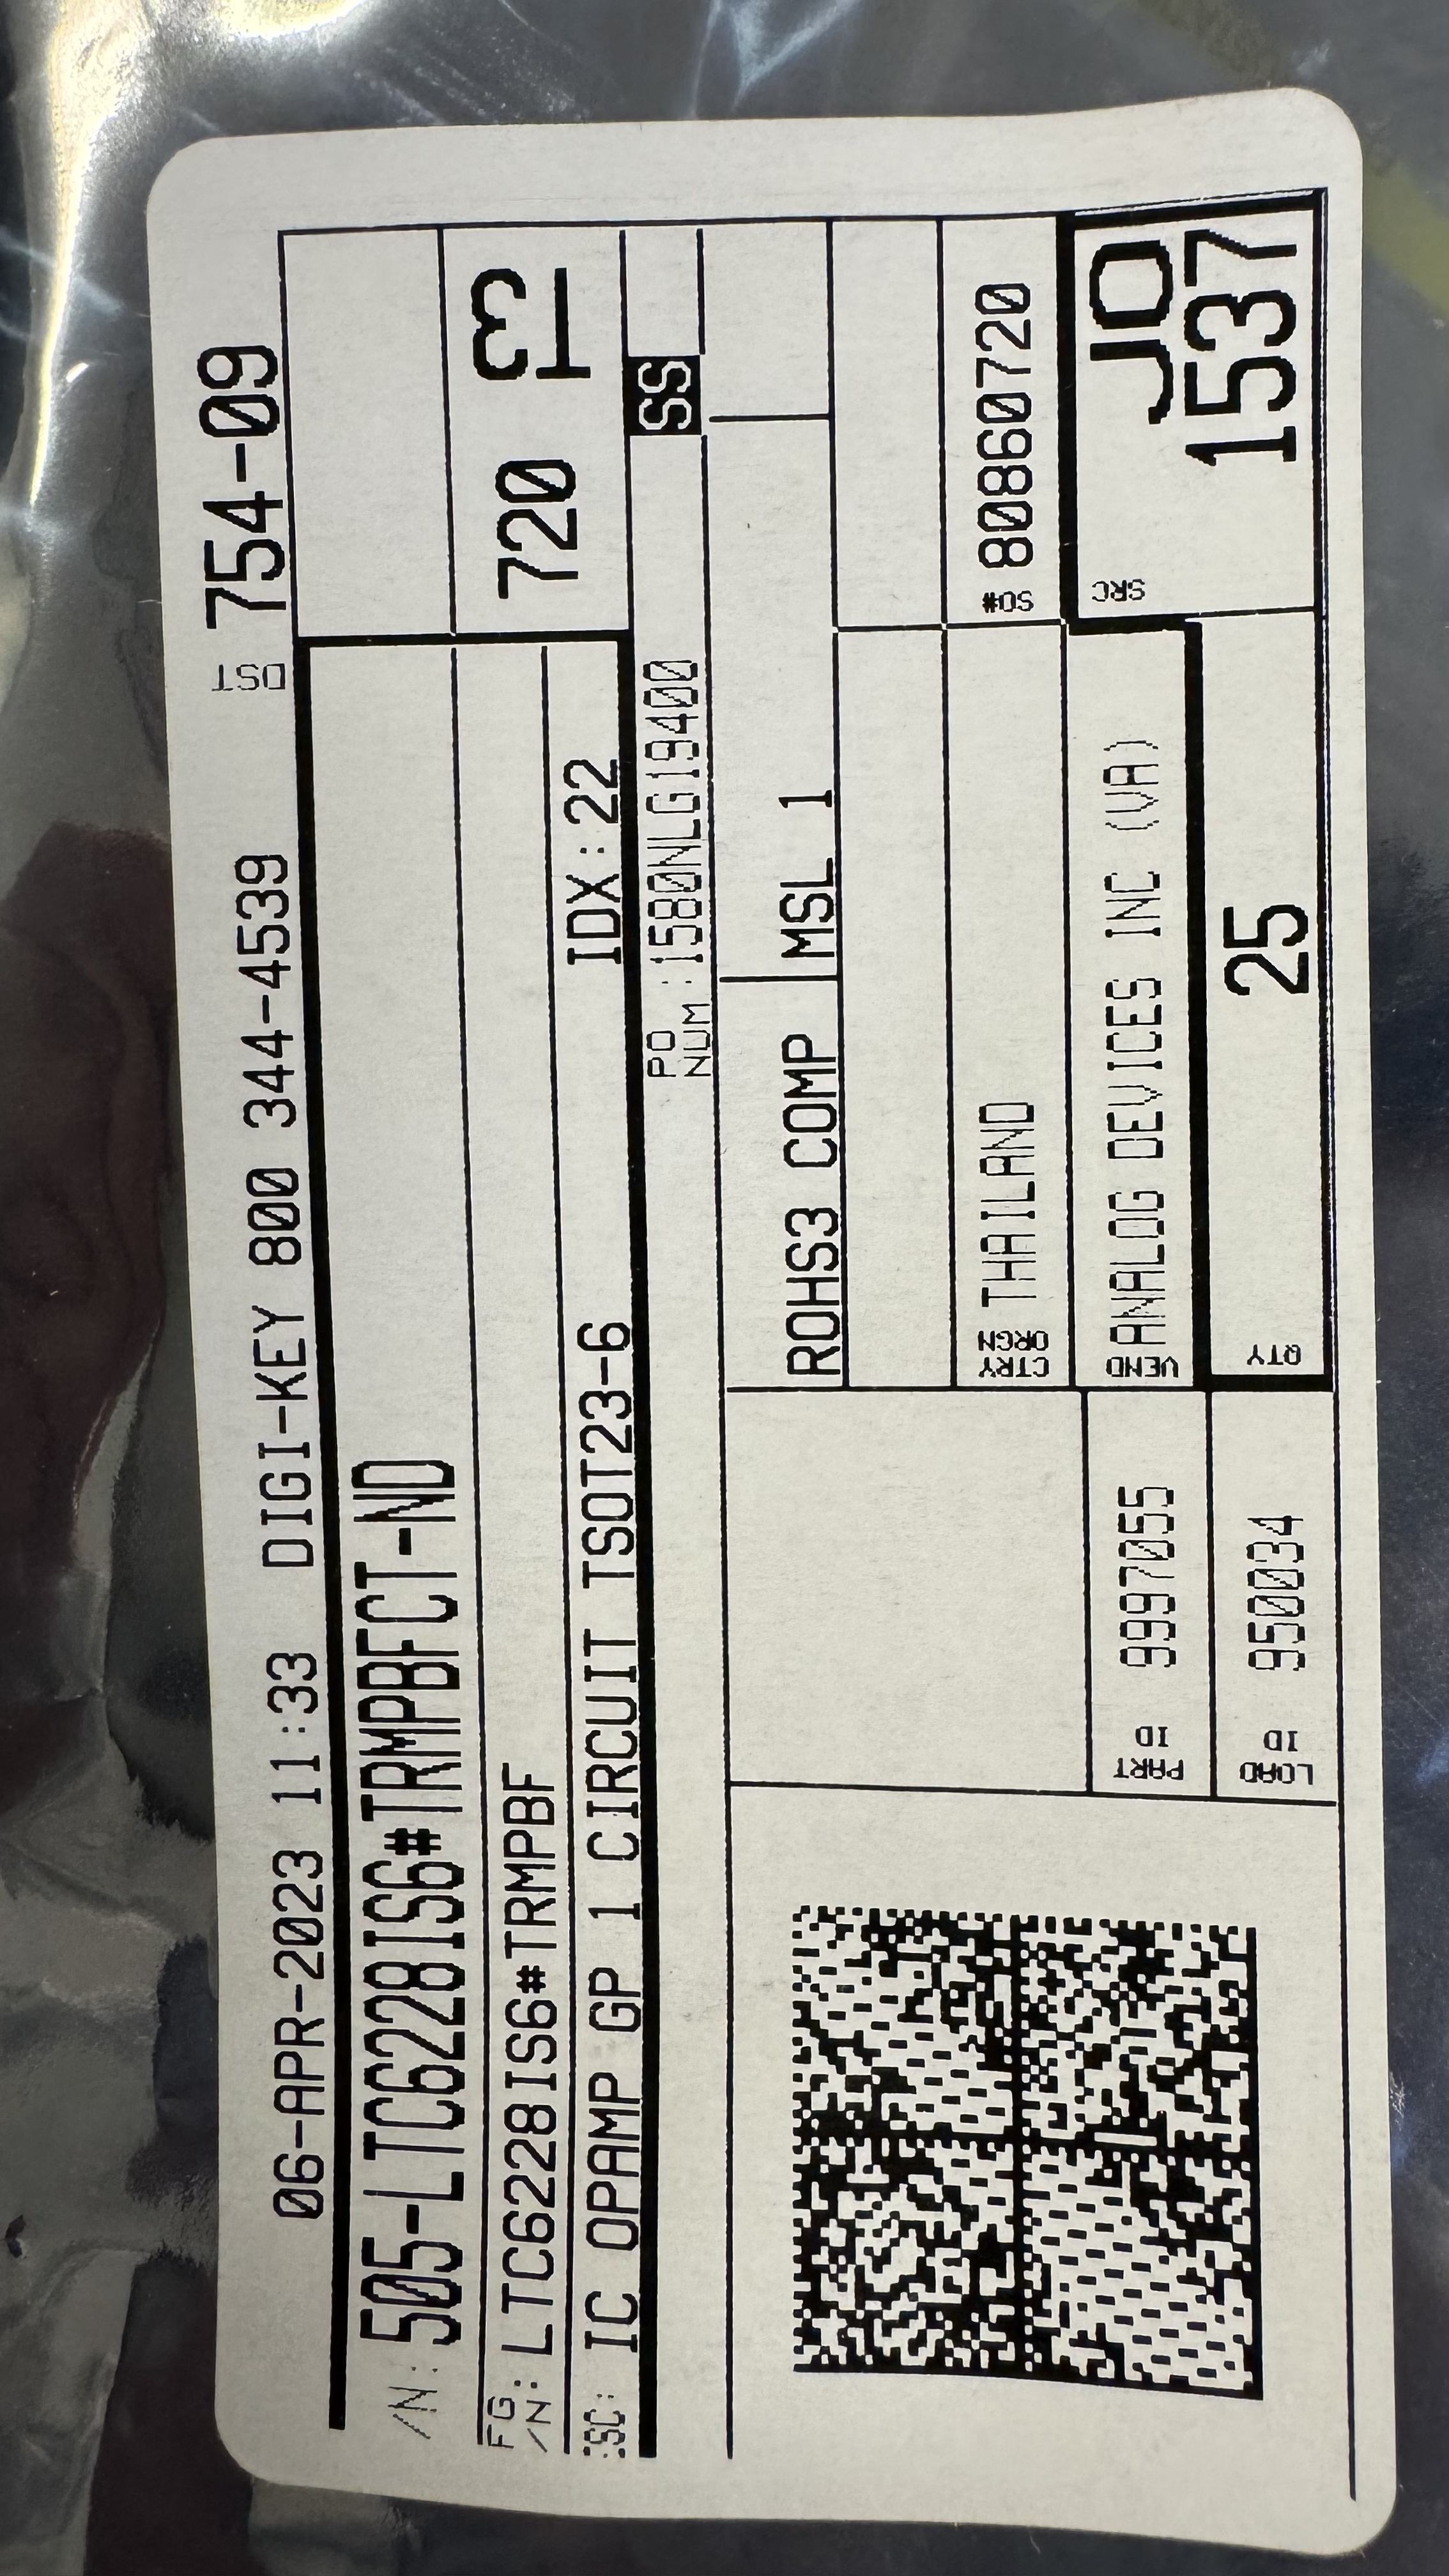 06-APR-2023 11:33 DIGI-KEY 800 344-4539 DST 754-09
/N: 505-LTC6228IS6#TRMPBFCT-ND
FG
/N: LTC6228IS6#TRMPBF
720 13
SC: IC OPAMP GP 1 CIRCUIT TSOT23-6 IDX:22
PO
NUM :1580NLG19400 SS
ROHS3 COMP MSL 1
CTRY
ORGN THAILAND
SO# 80860720
PART
ID 9997055
VEND ANALOG DEVICES INC (VA)
SRC JO
1537
LOAD
ID 950034
QTY 25